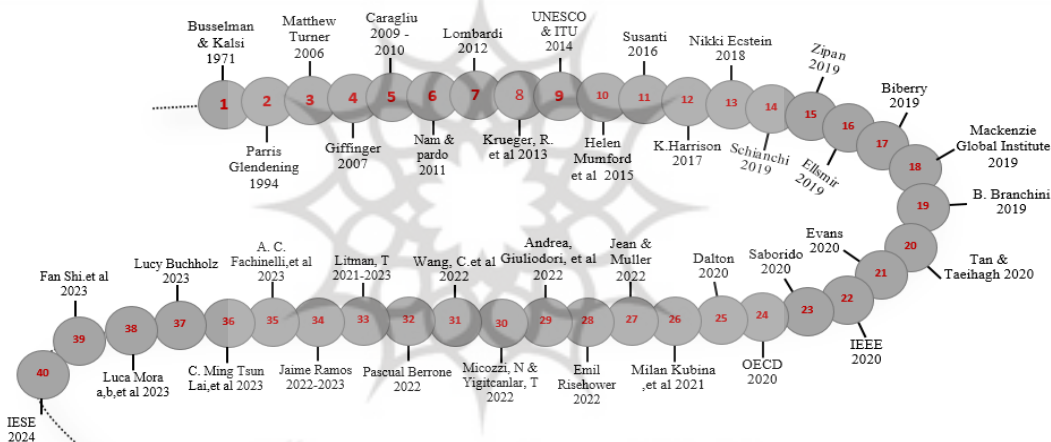 Busselman
& Kalsi
1971
1
2
Parris
Glendening
1994
Matthew
Turner
2006
3
4
Giffinger
2007
Caragliu
2009 -
2010
5
6
Nam &
pardo
2011
Lombardi
2012
7
8
Krueger, R.
et al 2013
UNESCO
& ITU
2014
9
10
Helen
Mumford
et al 2015
Susanti
2016
11
12
K.Harrison
2017
Nikki Ecstein
2018
13
14
Schianchi
2019
Zipan
2019
15
16
Ellsmir
2019
Biberry
2019
17
18
Mackenzie
Global Institute
2019
19
B. Branchini
2019
20
Tan &
Taeihagh 2020
Evans
2020
21
22
IEEE
2020
Saborido
2020
23
24
OECD
2020
Dalton
2020
25
26
Milan Kubina
,et al 2021
Jean &
Muller
2022
27
28
Emil
Risehower
2022
Andrea,
Giuliodori, et al
2022
29
30
Micozzi, N &
Yigitcanlar, T
2022
Wang, C.et al
2022
31
32
Pascual Berrone
2022
Litman, T
2021-2023
33
34
Jaime Ramos
2022-2023
A. C.
Fachinelli,et al
2023
35
36
C. Ming Tsun
Lai,et al 2023
Lucy Buchholz
2023
37
38
Luca Mora
a,b,et al 2023
Fan Shi.et al
2023
39
40
IESE
2024